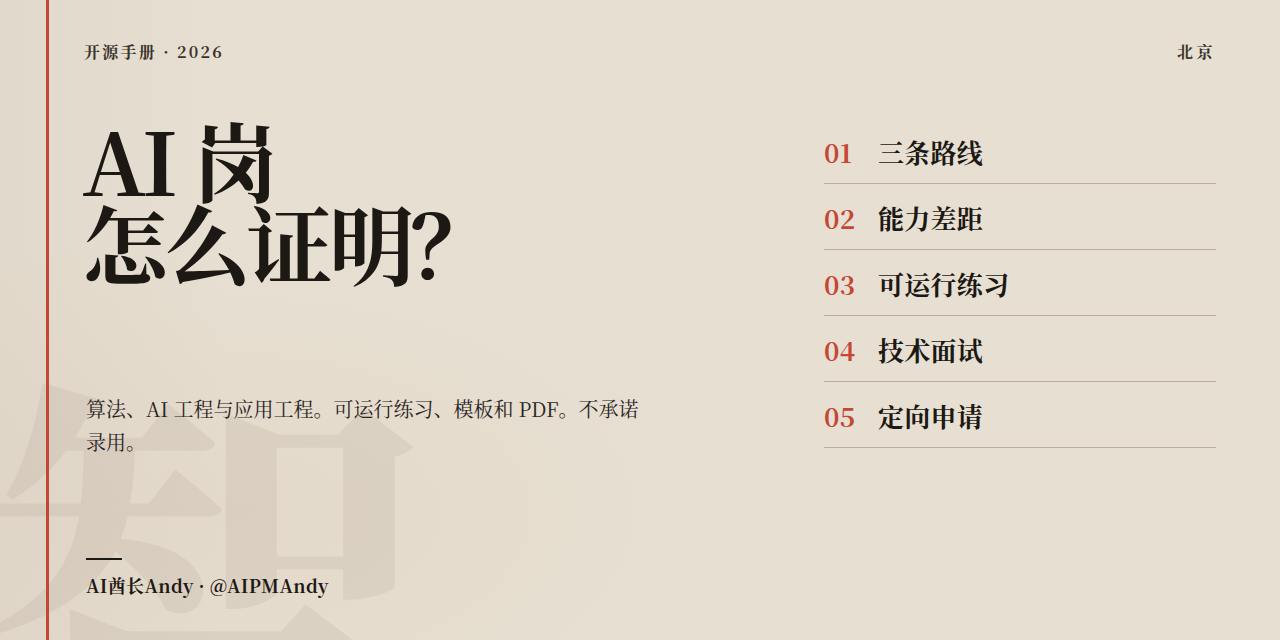 开源手册 · 2026
北京
AI 岗
怎么证明?
算法、AI 工程与应用工程。可运行练习、模板和 PDF。不承诺
录用。
AI酋长Andy · @AIPMAndy
01 三条路线
02 能力差距
03 可运行练习
04 技术面试
05 定向申请
智